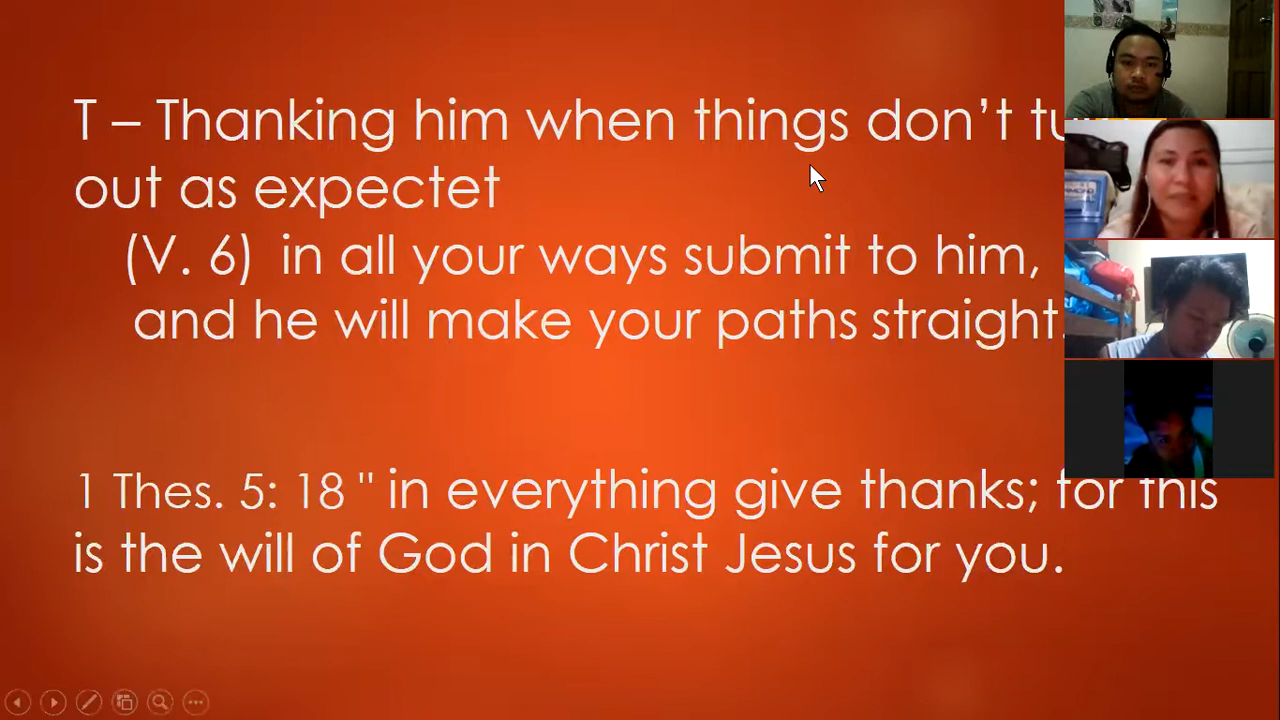 T – Thanking him when things don’t
out as expectet
(V. 6) in all your ways submit to him,
and he will make your paths straight.
1 Thes. 5: 18 " in everything give thanks; for this
is the will of God in Christ Jesus for you.